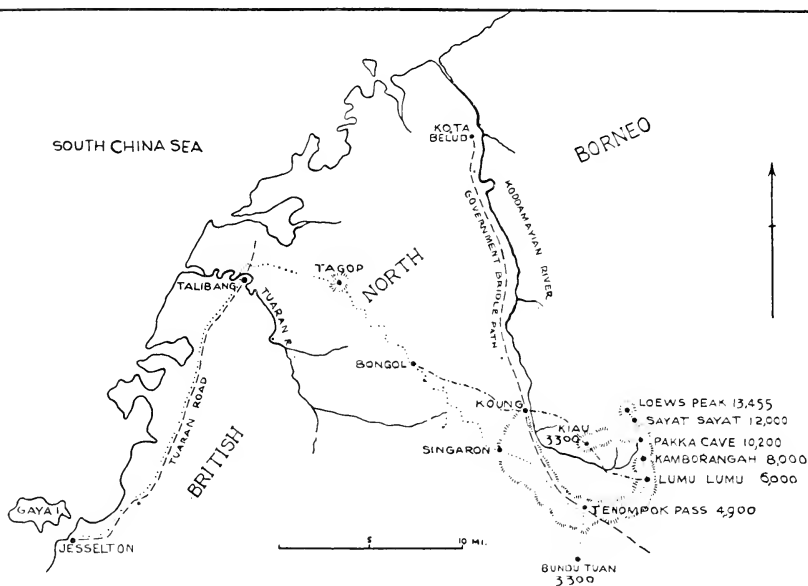 SOUTH CHINA SEA
BORNEO
KOTA
BELUD
KODDAMAYIAN RIVER
GOVERNMENT BRIDLE PATH
NORTH
TAGOP
TALIBANG
TUARAN R.
TUARAN ROAD
BRITISH
BONGOL
KOUNG
KIAU
3300
SINGARON
LOEWS PEAK 13,455
SAYAT SAYAT 12,000
PAKKA CAVE 10,200
KAMBORANGAH 8,000
LUMU LUMU 6,000
TENOMPOK PASS 4,900
GAYA I.
JESSELTON
5
10 MI.
BUNDU TUAN
3300